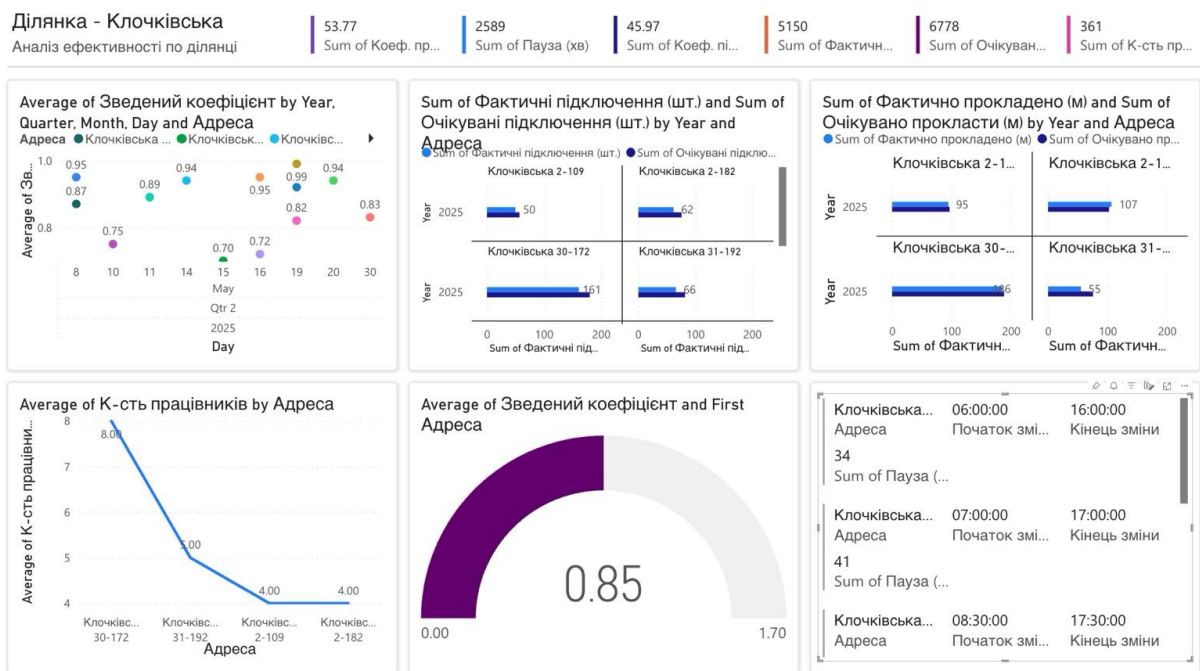 Ділянка - Клочківська
Аналіз ефективності по ділянці
53.77
Sum of Коеф. пр...
2589
Sum of Пауза (хв)
45.97
Sum of Коеф. пі...
5150
Sum of Фактичн...
6778
Sum of Очікуван...
361
Sum of К-сть пр...
Average of Зведений коефіцієнт by Year,
Quarter, Month, Day and Адреса
Адреса Клочківська ... Клочківськ... Клочківс...
Average of Зв...
1.0
0.8
0.95
0.87
0.75
0.89
0.94
0.70
0.95
0.72
0.99
0.82
0.94
0.83
8 10 11 14 15 16 19 20 30
May
Qtr 2
2025
Day
Sum of Фактичні підключення (шт.) and Sum of
Очікувані підключення (шт.) by Year and
Адреса
Sum of Фактичні підключення (шт.) Sum of Очікувані підклю...
Клочківська 2-109 Клочківська 2-182
Year 2025 50 62
Клочківська 30-172 Клочківська 31-192
Year 2025 161 66
0 100 200 0 100 200
Sum of Фактичні під... Sum of Фактичні під...
Sum of Фактично прокладено (м) and Sum of
Очікувано прокласти (м) by Year and Адреса
Sum of Фактично прокладено (м) Sum of Очікувано пр...
Клочківська 2-1... Клочківська 2-1...
Year 2025 95 107
Клочківська 30-... Клочківська 31-...
Year 2025 186 55
0 100 200 0 100 200
Sum of Фактичн... Sum of Фактичн...
Average of К-сть працівників by Адреса
Average of К-сть працівни...
8
7
6
5
4
8.00
5.00
4.00
4.00
Клочківс... Клочківс... Клочківс... Клочківс...
30-172 31-192 2-109 2-182
Адреса
Average of Зведений коефіцієнт and First
Адреса
0.85
0.00 1.70
Клочківська... 06:00:00 16:00:00
Адреса Початок змі... Кінець зміни
34
Sum of Пауза (...
Клочківська... 07:00:00 17:00:00
Адреса Початок змі... Кінець зміни
41
Sum of Пауза (...
Клочківська... 08:30:00 17:30:00
Адреса Початок змі... Кінець зміни